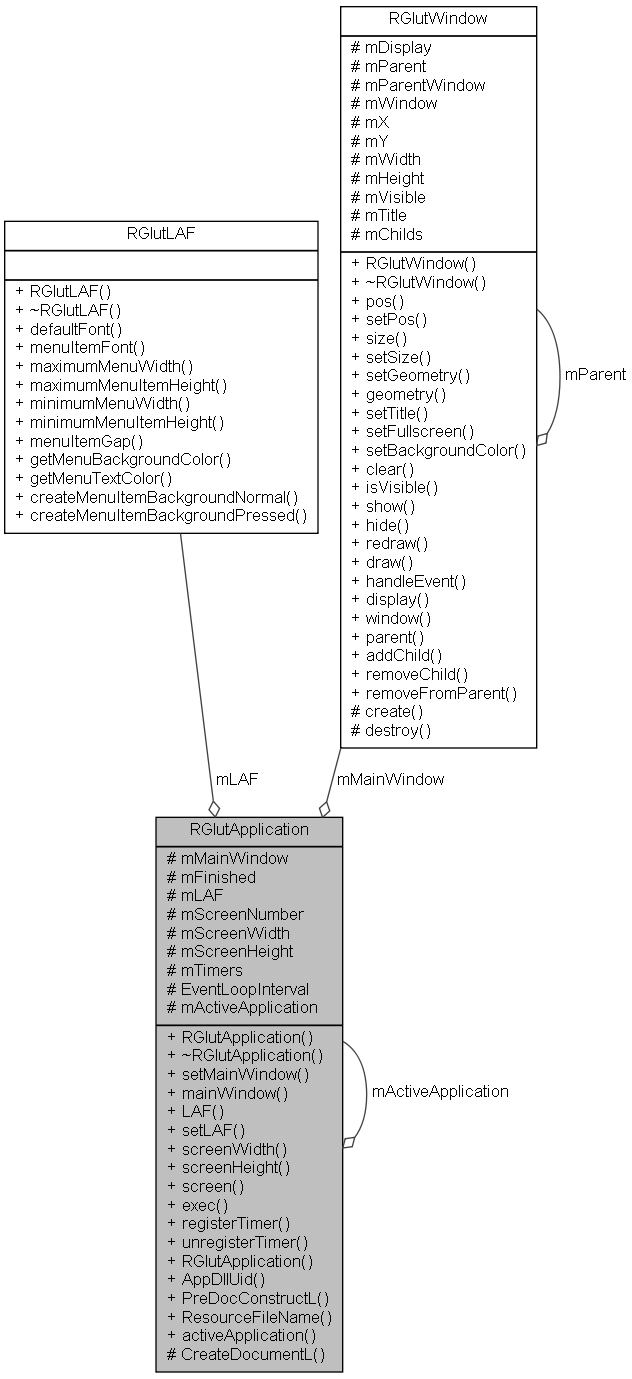 RGlutWindow
# mDisplay
# mParent
# mParentWindow
# mWindow
# mX
# mY
# mWidth
# mHeight
# mVisible
# mTitle
# mChilds
+ RGlutWindow()
+ ~RGlutWindow()
+ pos()
+ setPos()
+ size()
+ setSize()
+ setGeometry()
+ geometry()
+ setTitle()
+ setFullscreen()
+ setBackgroundColor()
+ clear()
+ isVisible()
+ show()
+ hide()
+ redraw()
+ draw()
+ handleEvent()
+ display()
+ window()
+ parent()
+ addChild()
+ removeChild()
+ removeFromParent()
# create()
# destroy()
mParent
RGlutLAF
+ RGlutLAF()
+ ~RGlutLAF()
+ defaultFont()
+ menuItemFont()
+ maximumMenuWidth()
+ maximumMenuItemHeight()
+ minimumMenuWidth()
+ minimumMenuItemHeight()
+ menuItemGap()
+ getMenuBackgroundColor()
+ getMenuTextColor()
+ createMenuItemBackgroundNormal()
+ createMenuItemBackgroundPressed()
mLAF
mMainWindow
RGlutApplication
# mMainWindow
# mFinished
# mLAF
# mScreenNumber
# mScreenWidth
# mScreenHeight
# mTimers
# EventLoopInterval
# mActiveApplication
+ RGlutApplication()
+ ~RGlutApplication()
+ setMainWindow()
+ mainWindow()
+ LAF()
+ setLAF()
+ screenWidth()
+ screenHeight()
+ screen()
+ exec()
+ registerTimer()
+ unregisterTimer()
+ RGlutApplication()
+ AppDllUid()
+ PreDocConstructL()
+ ResourceFileName()
+ activeApplication()
# CreateDocumentL()
mActiveApplication